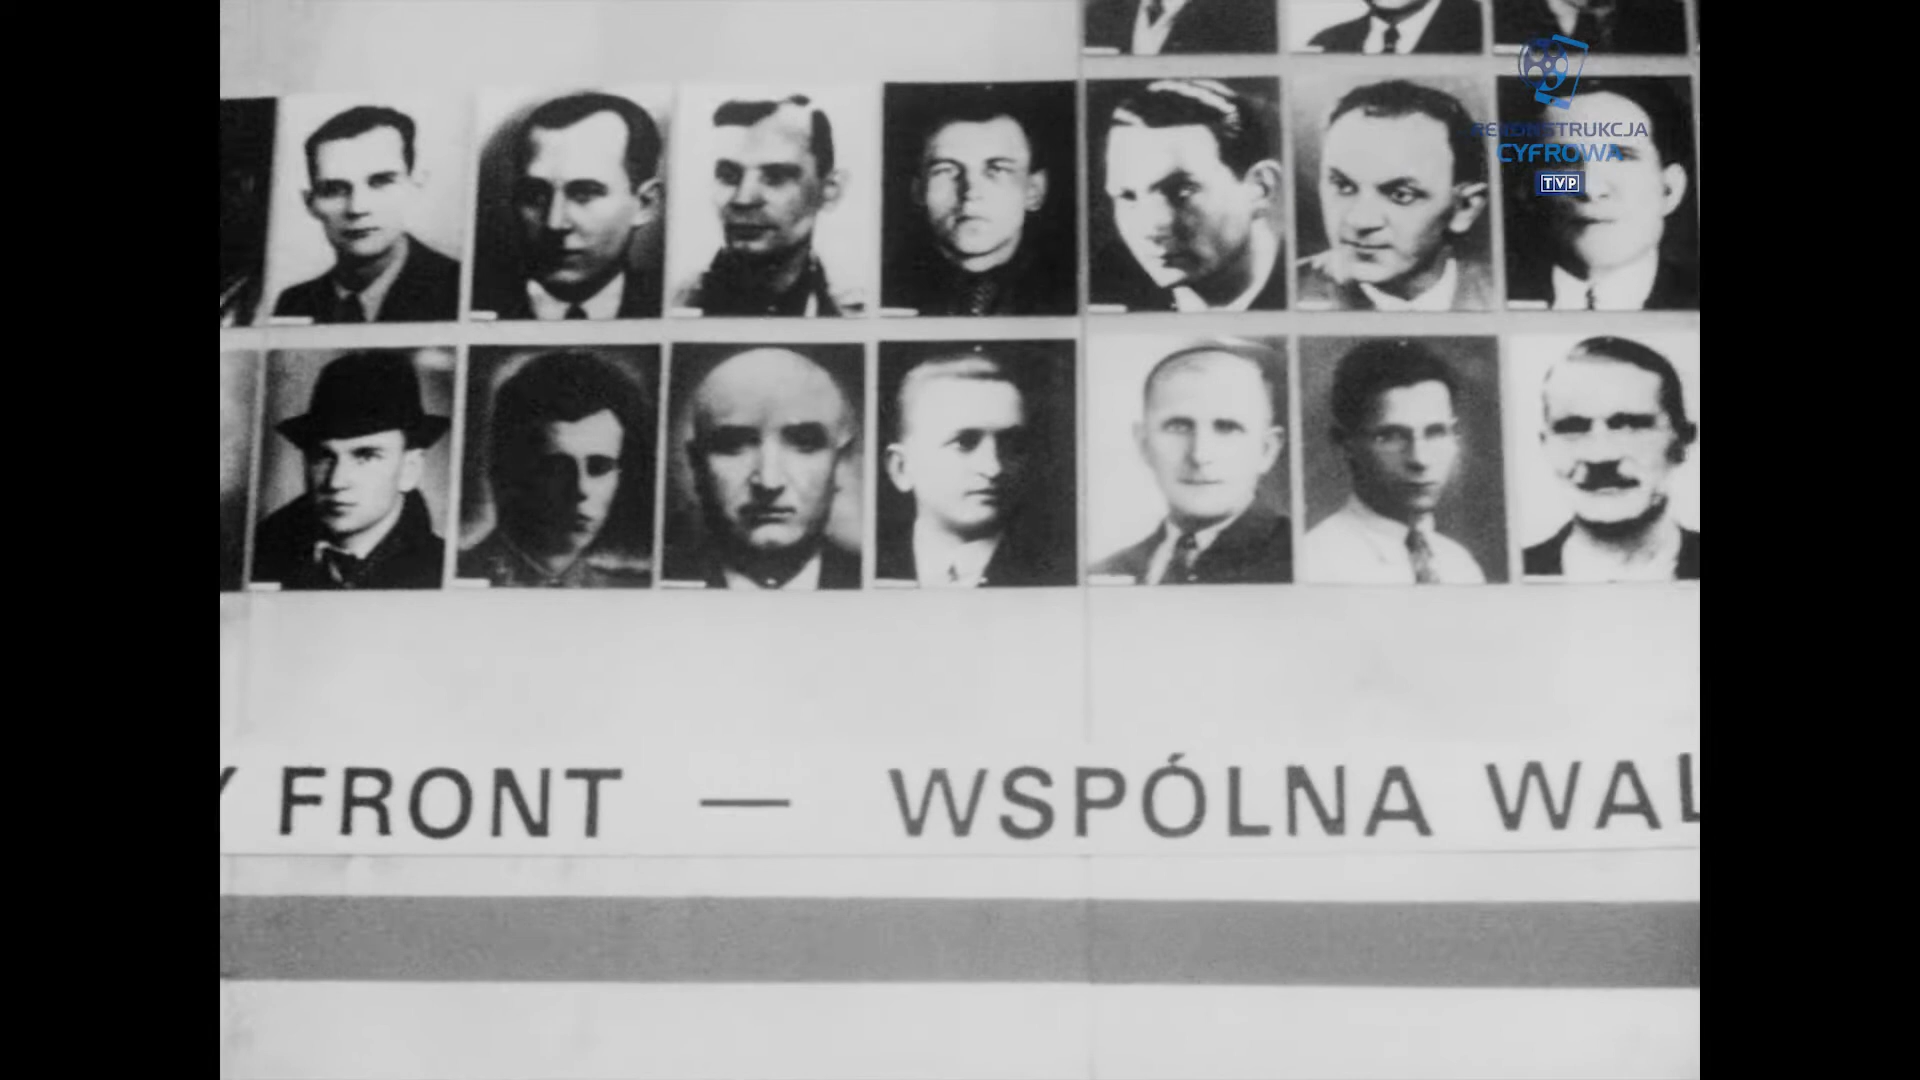 REKONSTRUKCJA
CYFROWA
TVP
FRONT — WSPÓLNA